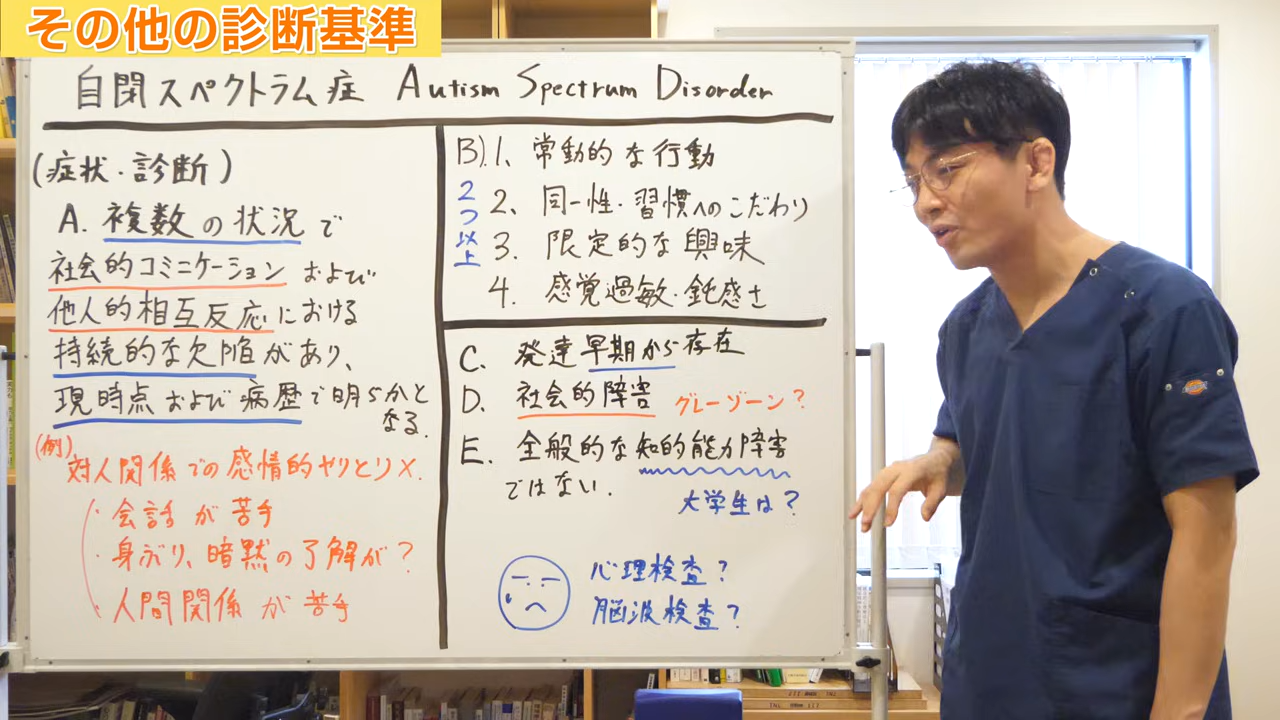 その他の診断基準
自閉スペクトラム症 Autism Spectrum Disorder
(症状・診断)
A. 複数の状況で
社会的コミニケーション および
他人的相互反応における
持続的な欠陥があり、
現時点および病歴で明らかと
なる.
(例)
対人関係での感情的ヤリとり×.
・会話が苦手
・身ぶり、暗黙の了解が?
・人間関係が苦手
B).1、常動的な行動
2つ以上
2、同一性・習慣へのこだわり
3. 限定的な興味
4. 感覚過敏・鈍感さ
C. 発達早期から存在
D. 社会的障害 グレーゾーン?
E. 全般的な知的能力障害
ではない.
大学生は?
心理検査?
脳波検査?
Dickies